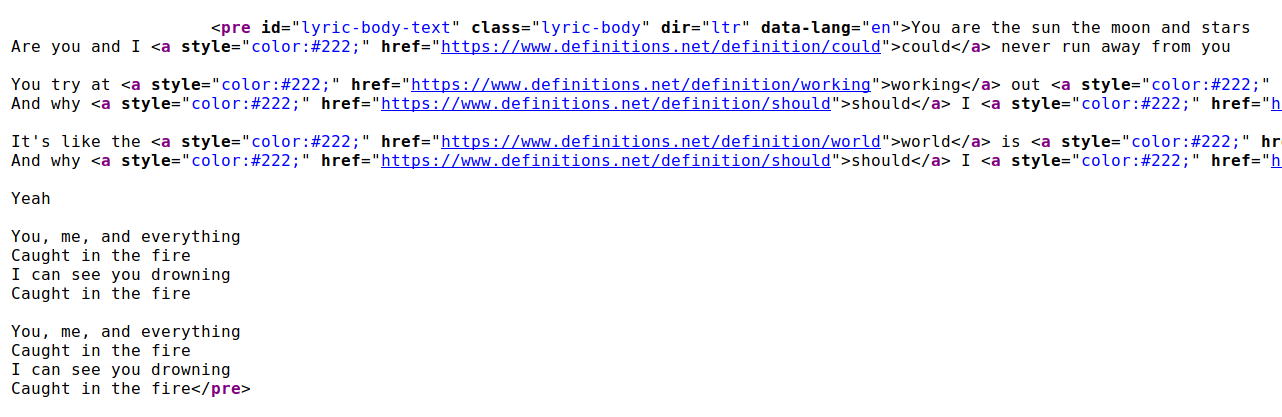 <pre id="lyric-body-text" class="lyric-body" dir="ltr" data-lang="en">You are the sun the moon and stars
Are you and I <a style="color:#222;" href="https://www.definitions.net/definition/could">could</a> never run away from you
You try at <a style="color:#222;" href="https://www.definitions.net/definition/working">working</a> out <a style="color:#222;"
And why <a style="color:#222;" href="https://www.definitions.net/definition/should">should</a> I <a style="color:#222;" href="h
It's like the <a style="color:#222;" href="https://www.definitions.net/definition/world">world</a> is <a style="color:#222;" hr
And why <a style="color:#222;" href="https://www.definitions.net/definition/should">should</a> I <a style="color:#222;" href="h
Yeah
You, me, and everything
Caught in the fire
I can see you drowning
Caught in the fire
You, me, and everything
Caught in the fire
I can see you drowning
Caught in the fire</pre>